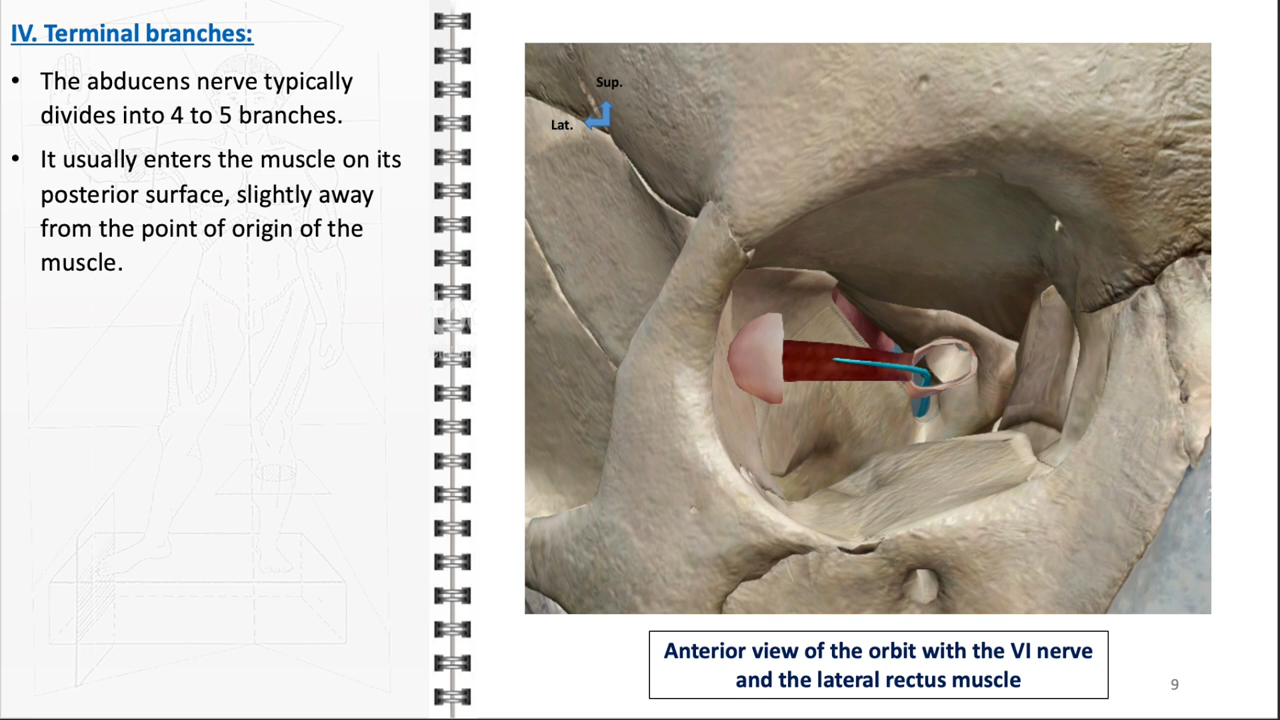 IV. Terminal branches:
• The abducens nerve typically
divides into 4 to 5 branches.
• It usually enters the muscle on its
posterior surface, slightly away
from the point of origin of the
muscle.
Sup.
Lat.
Anterior view of the orbit with the VI nerve
and the lateral rectus muscle
9